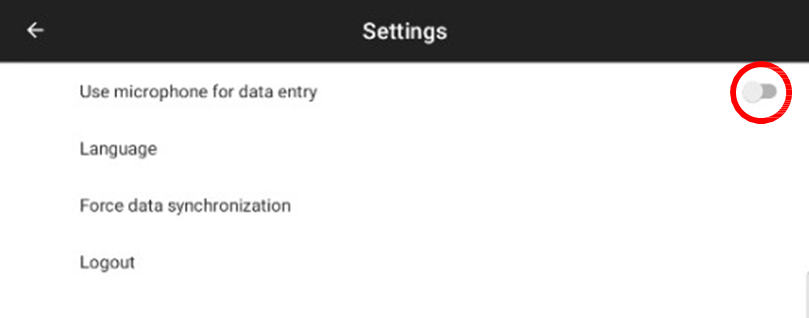 Settings
Use microphone for data entry
Language
Force data synchronization
Logout